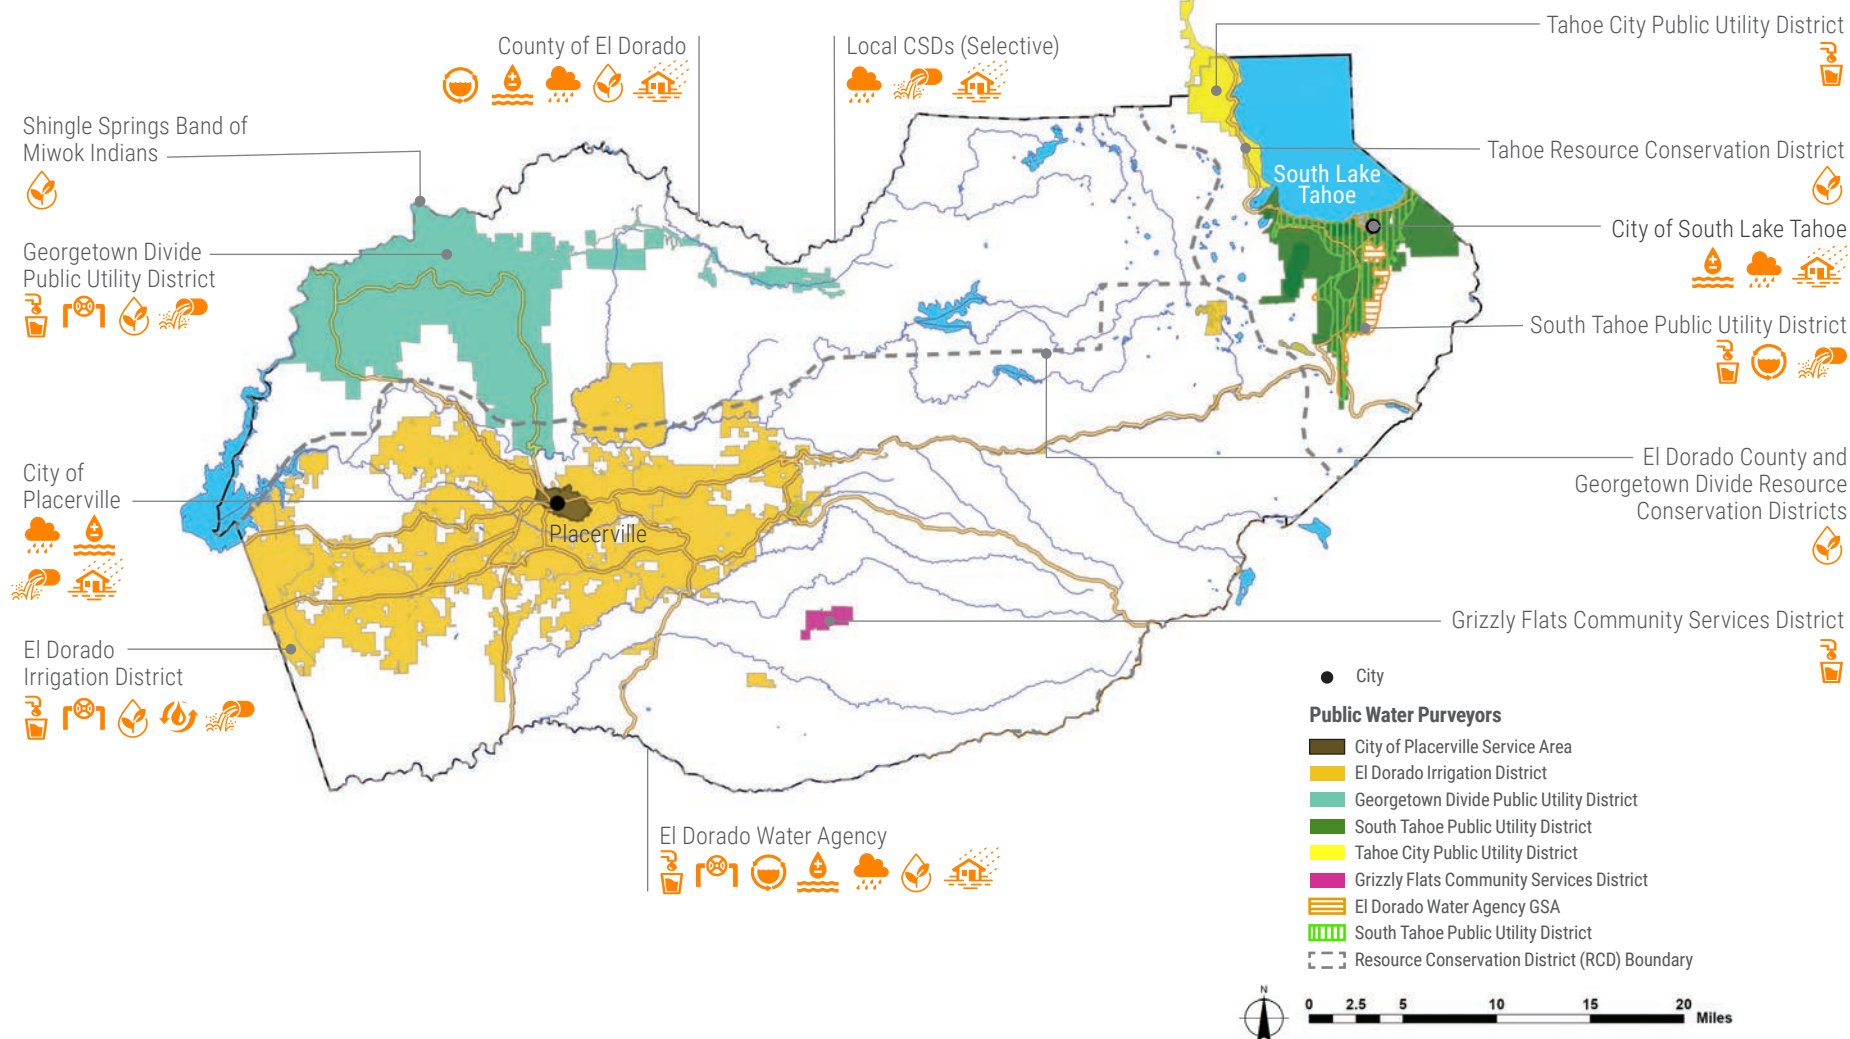 Tahoe City Public Utility District
County of El Dorado
Local CSDs (Selective)
Shingle Springs Band of
Miwok Indians
Tahoe Resource Conservation District
South Lake
Tahoe
City of South Lake Tahoe
Georgetown Divide
Public Utility District
South Tahoe Public Utility District
City of
Placerville
Placerville
El Dorado County and
Georgetown Divide Resource
Conservation Districts
El Dorado
Irrigation District
Grizzly Flats Community Services District
El Dorado Water Agency
City
Public Water Purveyors
City of Placerville Service Area
El Dorado Irrigation District
Georgetown Divide Public Utility District
South Tahoe Public Utility District
Tahoe City Public Utility District
Grizzly Flats Community Services District
El Dorado Water Agency GSA
South Tahoe Public Utility District
Resource Conservation District (RCD) Boundary
N
0 2.5 5 10 15 20
Miles